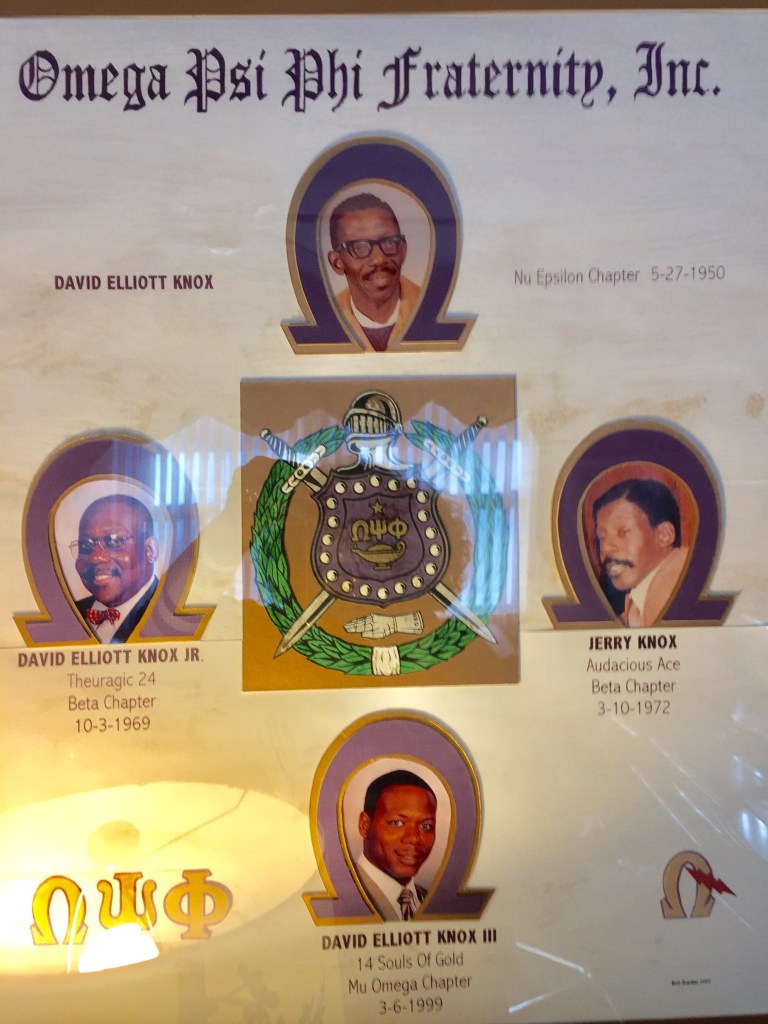 Omega Psi Phi Fraternity, Inc.
DAVID ELLIOTT KNOX
Nu Epsilon Chapter 5-27-1950
ΩΨΦ
DAVID ELLIOTT KNOX JR.
Theuragic 24
Beta Chapter
10-3-1969
JERRY KNOX
Audacious Ace
Beta Chapter
3-10-1972
ΩΨΦ
DAVID ELLIOTT KNOX III
14 Souls Of Gold
Mu Omega Chapter
3-6-1999